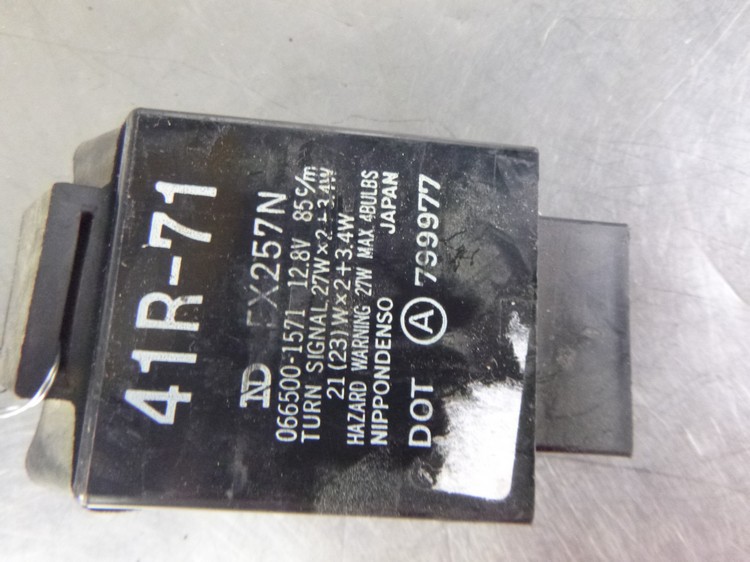 41R-71
ND FX257N
066500-1571 12.8V 85c/m
TURN SIGNAL 27W×2+3.4W
21(23)W×2+3.4W
HAZARD WARNING 27W MAX 4BULBS
NIPPONDENSO JAPAN
DOT Ⓐ 799977